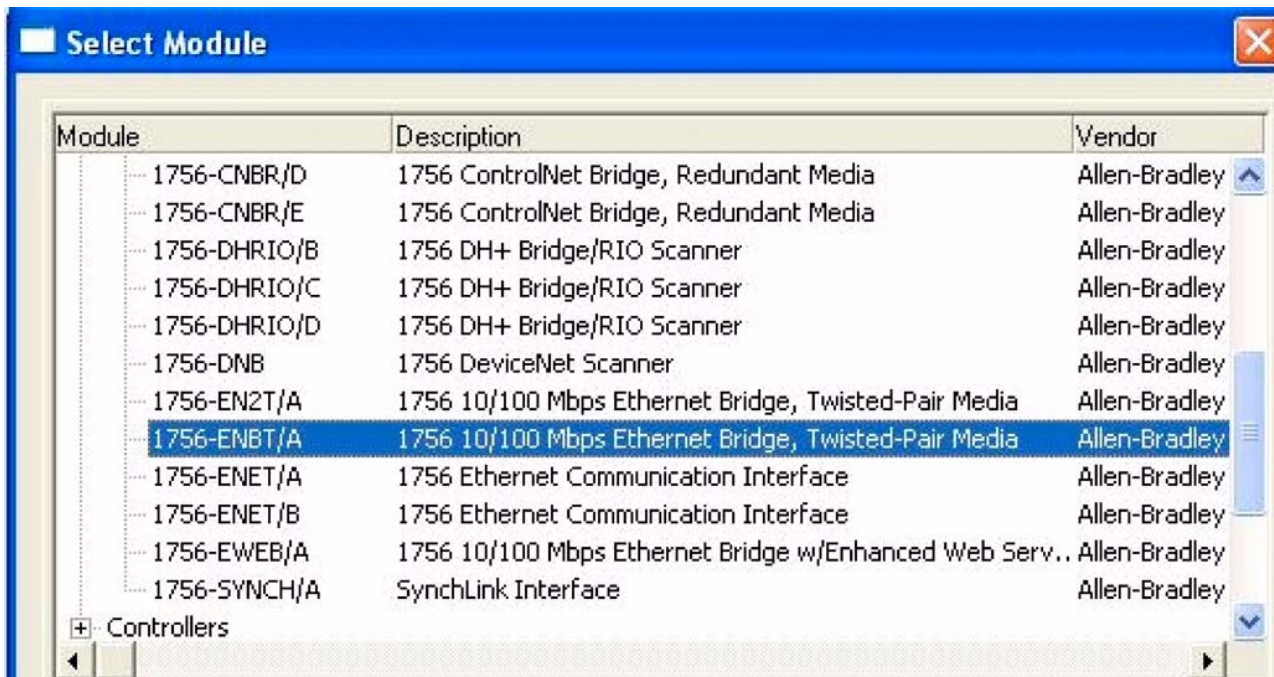 Select Module
Module Description Vendor
1756-CNBR/D 1756 ControlNet Bridge, Redundant Media Allen-Bradley
1756-CNBR/E 1756 ControlNet Bridge, Redundant Media Allen-Bradley
1756-DHRIO/B 1756 DH+ Bridge/RIO Scanner Allen-Bradley
1756-DHRIO/C 1756 DH+ Bridge/RIO Scanner Allen-Bradley
1756-DHRIO/D 1756 DH+ Bridge/RIO Scanner Allen-Bradley
1756-DNB 1756 DeviceNet Scanner Allen-Bradley
1756-EN2T/A 1756 10/100 Mbps Ethernet Bridge, Twisted-Pair Media Allen-Bradley
1756-ENBT/A 1756 10/100 Mbps Ethernet Bridge, Twisted-Pair Media Allen-Bradley
1756-ENET/A 1756 Ethernet Communication Interface Allen-Bradley
1756-ENET/B 1756 Ethernet Communication Interface Allen-Bradley
1756-EWEB/A 1756 10/100 Mbps Ethernet Bridge w/Enhanced Web Serv.. Allen-Bradley
1756-SYNCH/A SynchLink Interface Allen-Bradley
Controllers